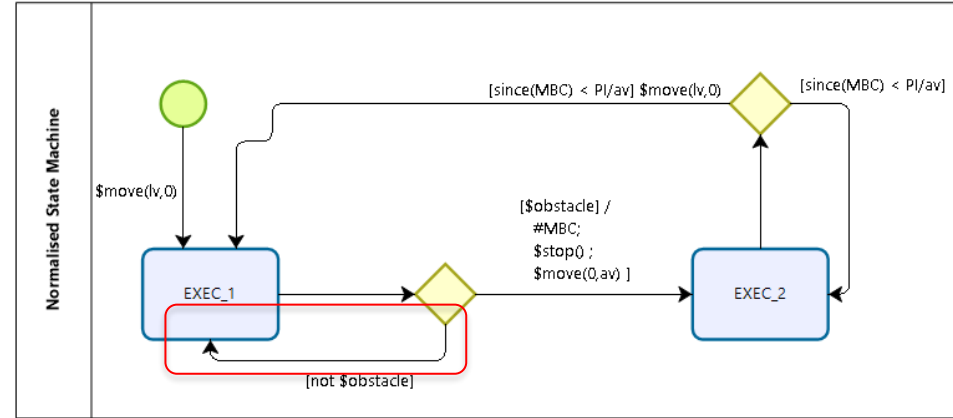 Normalised State Machine
[since(MBC) < PI/av] $move(lv,0)
[since(MBC) < PI/av]
$move(lv,0)
[$obstacle] /
#MBC;
$stop() ;
$move(0,av) ]
EXEC_1
EXEC_2
[not $obstacle]